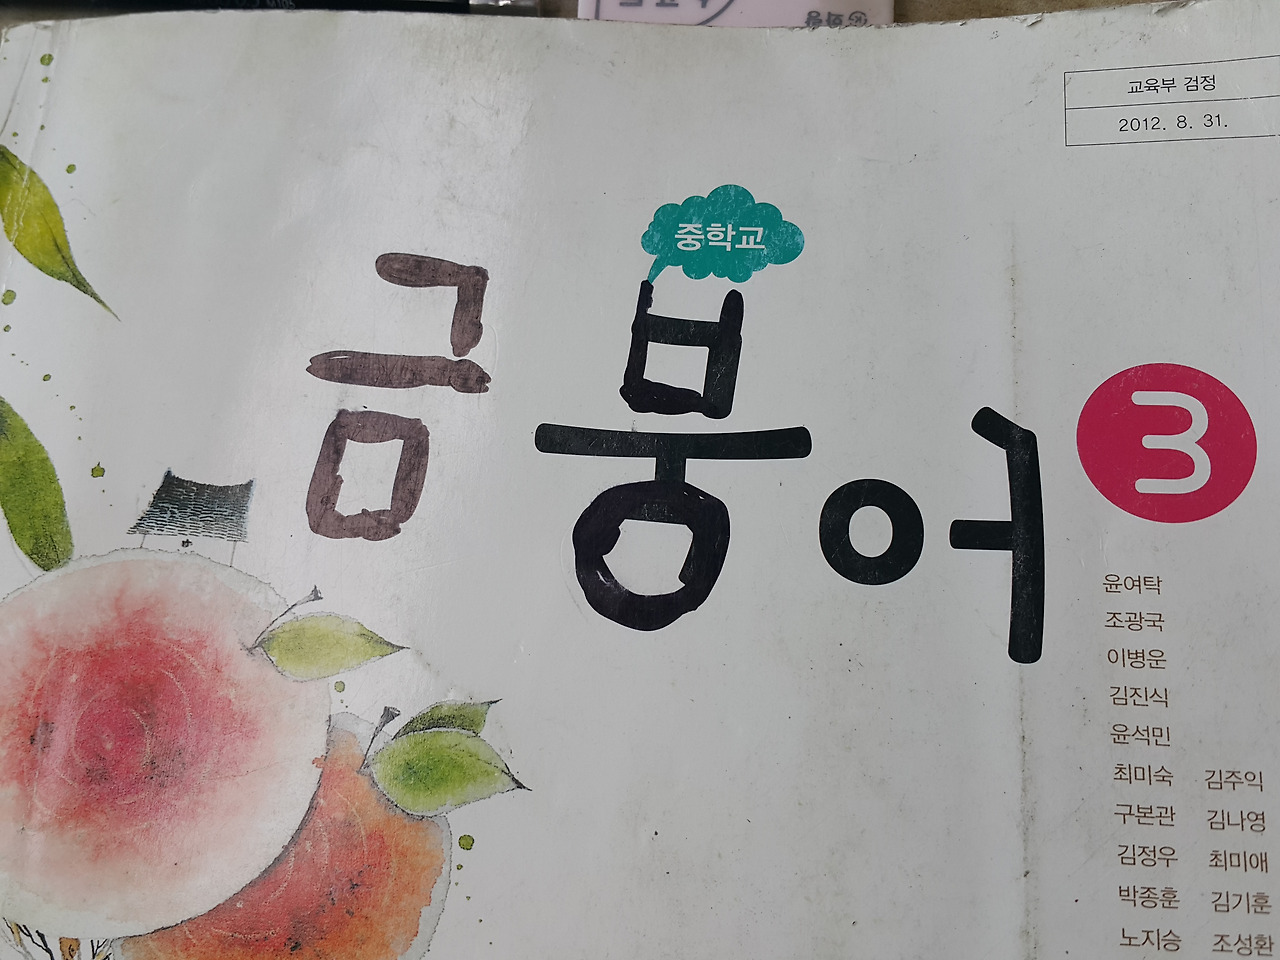 교육부 검정
2012. 8. 31.
중학교
금붕어
3
윤여탁
조광국
이병운
김진식
윤석민
최미숙 김주익
구본관 김나영
김정우 최미애
박종훈 김기훈
노지승 조성환